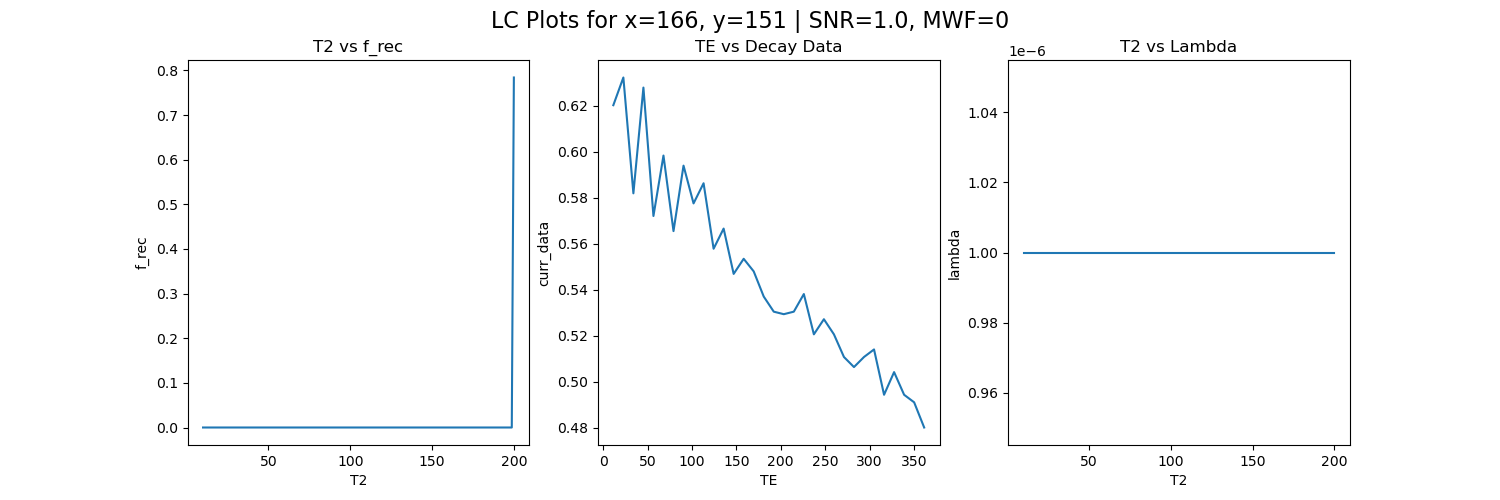 LC Plots for x=166, y=151 | SNR=1.0, MWF=0
T2 vs f_rec
0.8
0.7
0.6
0.5
0.4
0.3
0.2
0.1
0.0
f_rec
50 100 150 200
T2
TE vs Decay Data
0.62
0.60
0.58
0.56
0.54
0.52
0.50
0.48
curr_data
0 50 100 150 200 250 300 350
TE
T2 vs Lambda
1e−6
1.04
1.02
1.00
0.98
0.96
lambda
50 100 150 200
T2